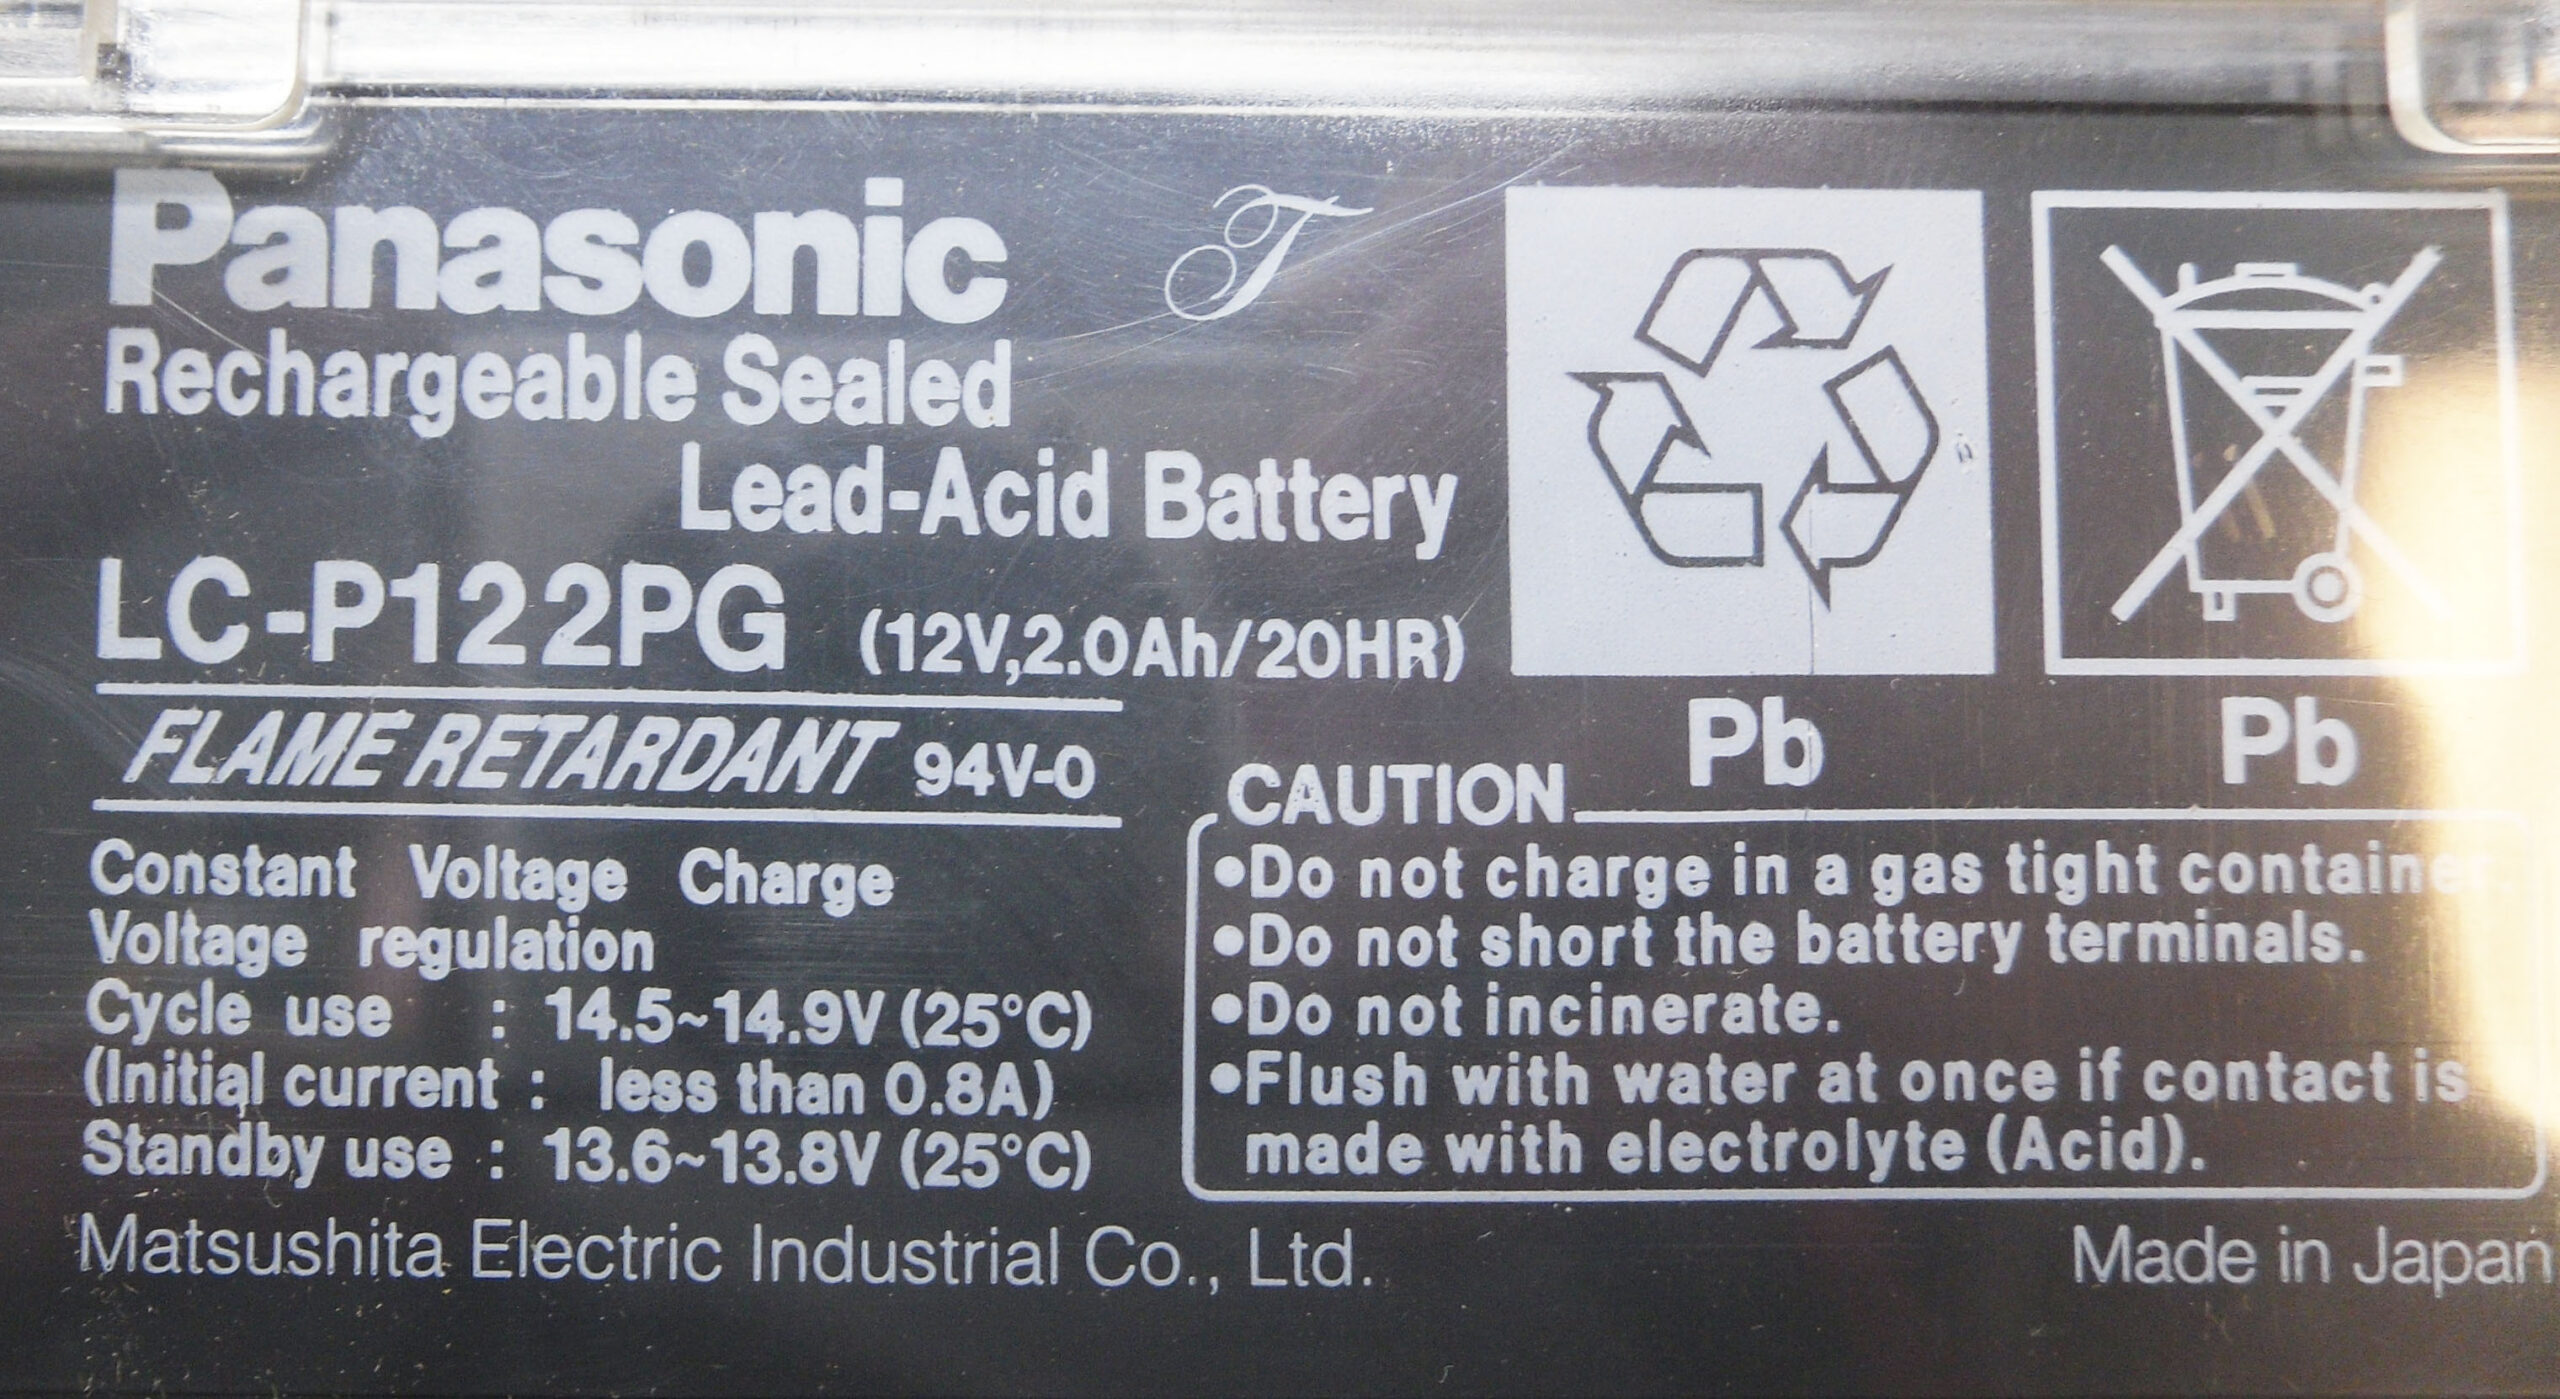 Panasonic T
Rechargeable Sealed
Lead-Acid Battery
LC-P122PG (12V,2.0Ah/20HR)
FLAME RETARDANT 94V-0
Constant Voltage Charge
Voltage regulation
Cycle use : 14.5~14.9V (25°C)
(Initial current : less than 0.8A)
Standby use : 13.6~13.8V (25°C)
Pb
Pb
CAUTION
•Do not charge in a gas tight container.
•Do not short the battery terminals.
•Do not incinerate.
•Flush with water at once if contact is
made with electrolyte (Acid).
Matsushita Electric Industrial Co., Ltd.
Made in Japan